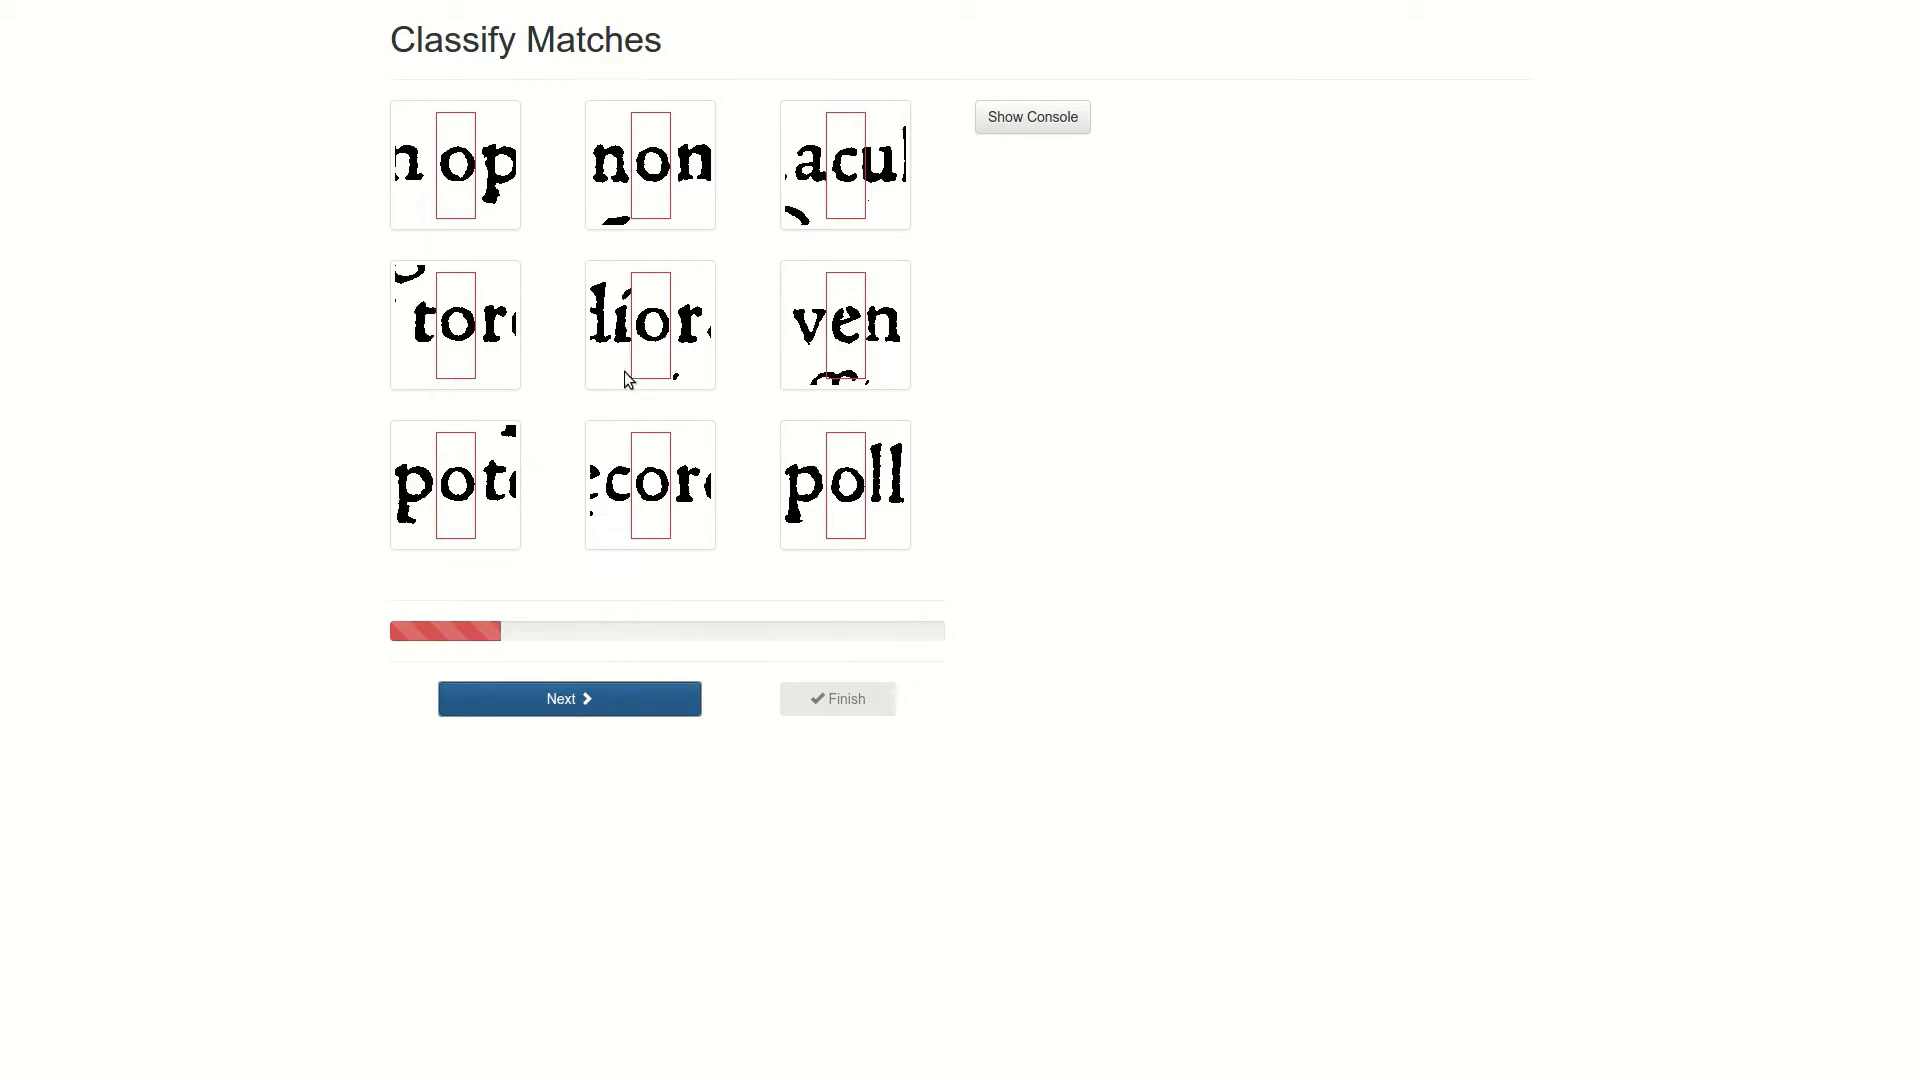 Classify Matches
n op non acul
Show Console
tor lior ven
pot cor poll
Next
Finish